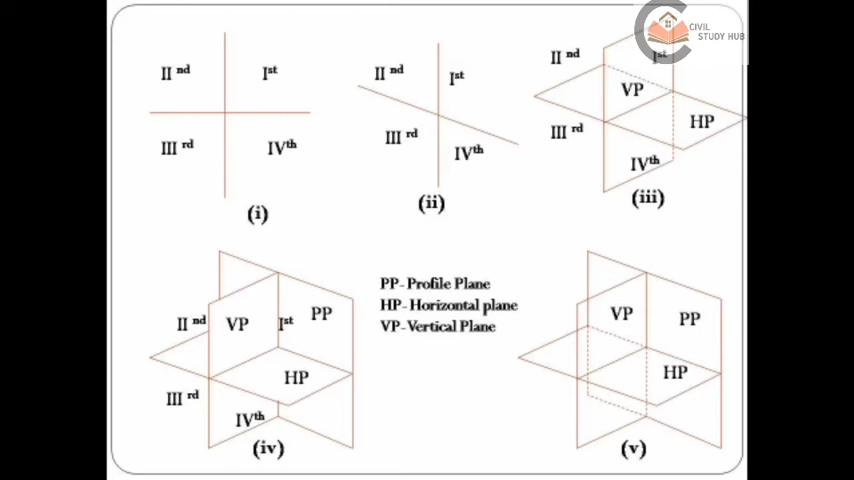 CIVIL
STUDY HUB
II nd
Ist
III rd
IVth
(i)
II nd
Ist
III rd
IVth
(ii)
II nd
Ist
VP
HP
III rd
IVth
(iii)
II nd
VP
Ist
PP
HP
III rd
IVth
(iv)
PP- Profile Plane
HP- Horizontal plane
VP- Vertical Plane
VP
PP
HP
(v)